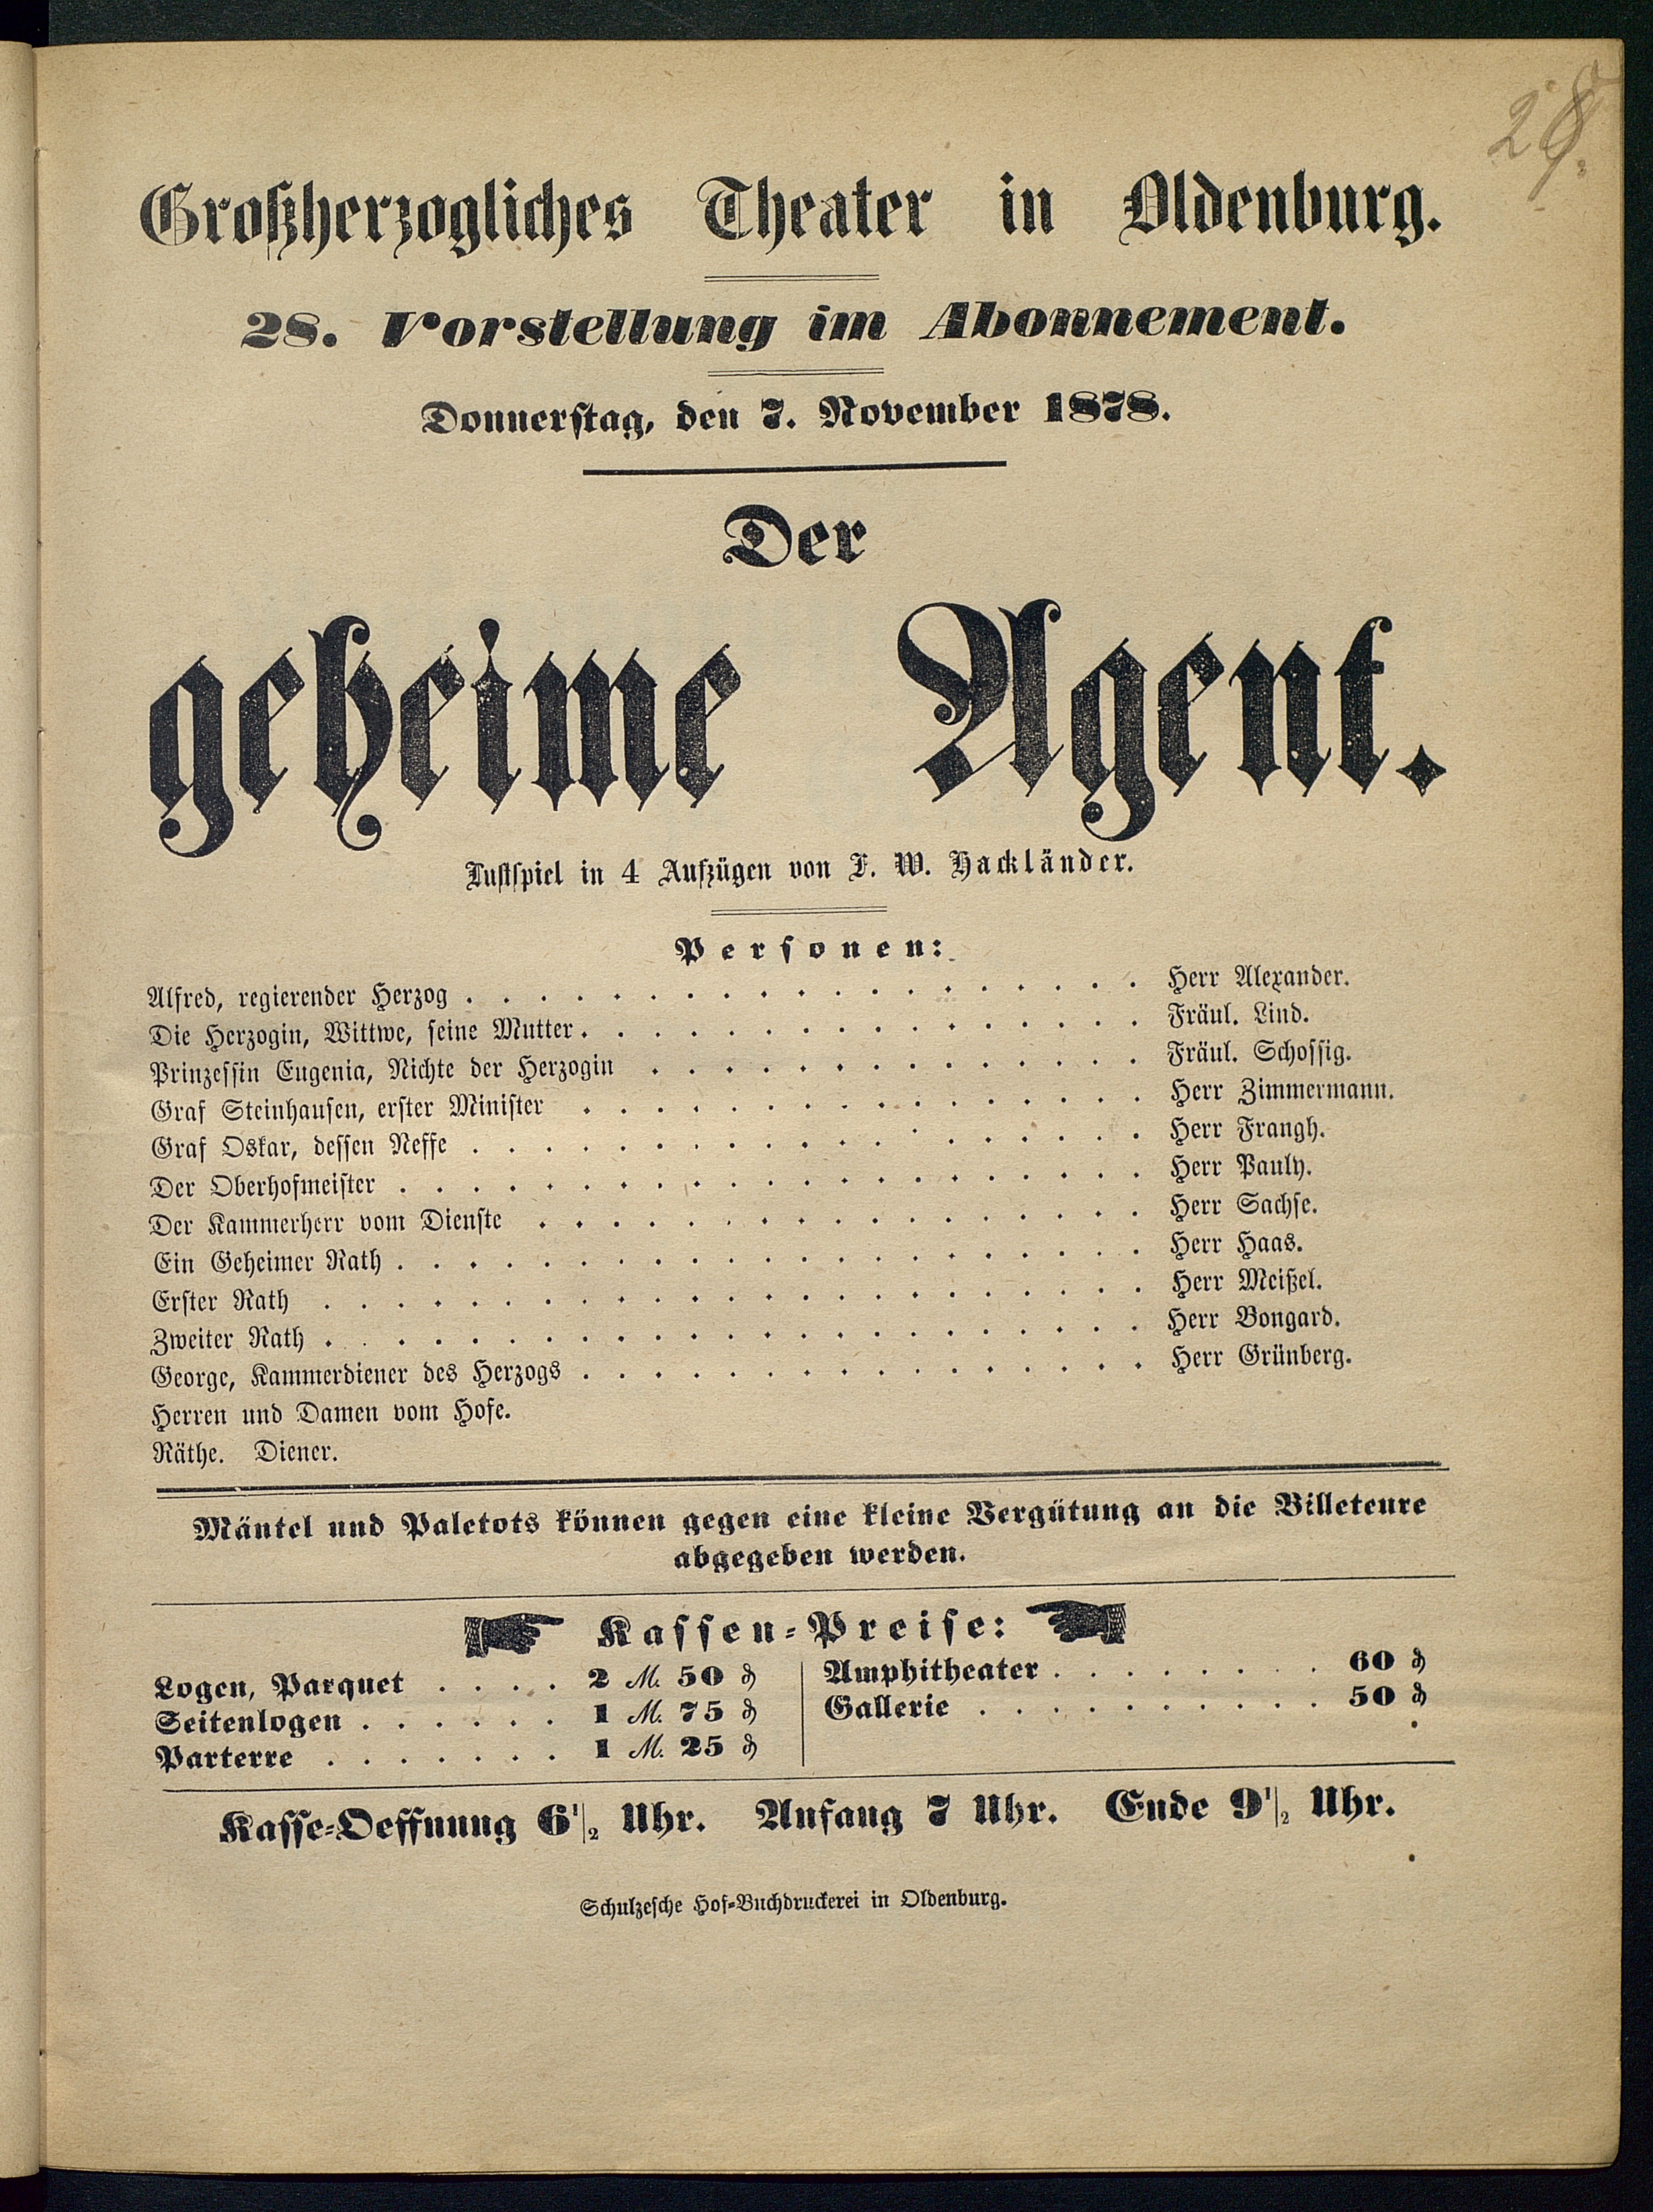 28.
Großherzogliches Theater in Oldenburg.
28. Vorstellung im Abonnement.
Donnerstag, den 7. November 1878.
Der
geheime Agent.
Lustspiel in 4 Aufzügen von F. W. Hackländer.
Personen:
Alfred, regierender Herzog . . . . . . . . . . . . . . . . . . . Herr Alexander.
Die Herzogin, Wittwe, seine Mutter . . . . . . . . . . . . . . . . Fräul. Lind.
Prinzessin Eugenia, Nichte der Herzogin . . . . . . . . . . . . . . Fräul. Schossig.
Graf Steinhausen, erster Minister . . . . . . . . . . . . . . . . Herr Zimmermann.
Graf Oskar, dessen Neffe . . . . . . . . . . . . . . . . . . . Herr Frangh.
Der Oberhofmeister . . . . . . . . . . . . . . . . . . . . . Herr Pauly.
Der Kammerherr vom Dienste . . . . . . . . . . . . . . . . . Herr Sachse.
Ein Geheimer Rath . . . . . . . . . . . . . . . . . . . . . Herr Haas.
Erster Rath . . . . . . . . . . . . . . . . . . . . . . . Herr Meißel.
Zweiter Rath . . . . . . . . . . . . . . . . . . . . . . . Herr Bongard.
George, Kammerdiener des Herzogs . . . . . . . . . . . . . . . . Herr Grünberg.
Herren und Damen vom Hofe.
Räthe. Diener.
Mäntel und Paletots können gegen eine kleine Vergütung an die Billeteure
abgegeben werden.
Kassen-Preise:
Logen, Parquet . . . . 2 M. 50 ₰
Seitenlogen . . . . . . 1 M. 75 ₰
Parterre . . . . . . . 1 M. 25 ₰
Amphitheater . . . . . . . . 60 ₰
Gallerie . . . . . . . . . . 50 ₰
Kasse-Oeffnung 6 1/2 Uhr. Anfang 7 Uhr. Ende 9 1/2 Uhr.
Schulzesche Hof-Buchdruckerei in Oldenburg.